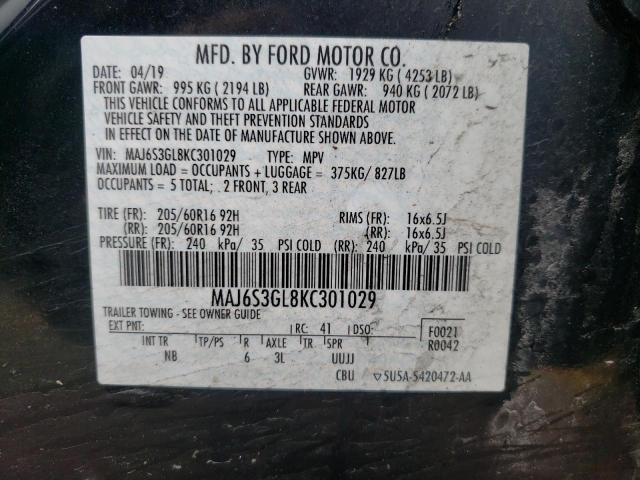 MFD. BY FORD MOTOR CO.
DATE: 04/19 GVWR: 1929 KG ( 4253 LB)
FRONT GAWR: 995 KG ( 2194 LB) REAR GAWR: 940 KG ( 2072 LB)
THIS VEHICLE CONFORMS TO ALL APPLICABLE FEDERAL MOTOR
VEHICLE SAFETY AND THEFT PREVENTION STANDARDS
IN EFFECT ON THE DATE OF MANUFACTURE SHOWN ABOVE.
VIN: MAJ6S3GL8KC301029 TYPE: MPV
MAXIMUM LOAD = OCCUPANTS + LUGGAGE = 375KG/ 827LB
OCCUPANTS = 5 TOTAL; 2 FRONT, 3 REAR
TIRE (FR): 205/60R16 92H RIMS (FR): 16x6.5J
(RR): 205/60R16 92H (RR): 16x6.5J
PRESSURE (FR): 240 kPa/ 35 PSI COLD (RR): 240 kPa/ 35 PSI COLD
MAJ6S3GL8KC301029
TRAILER TOWING - SEE OWNER GUIDE
EXT PNT: RC: 41 DSO: F0021
INT TR TP/PS R AXLE TR SPR R0042
NB 6 3L UUJJ
CBU 5U5A-5420472-AA